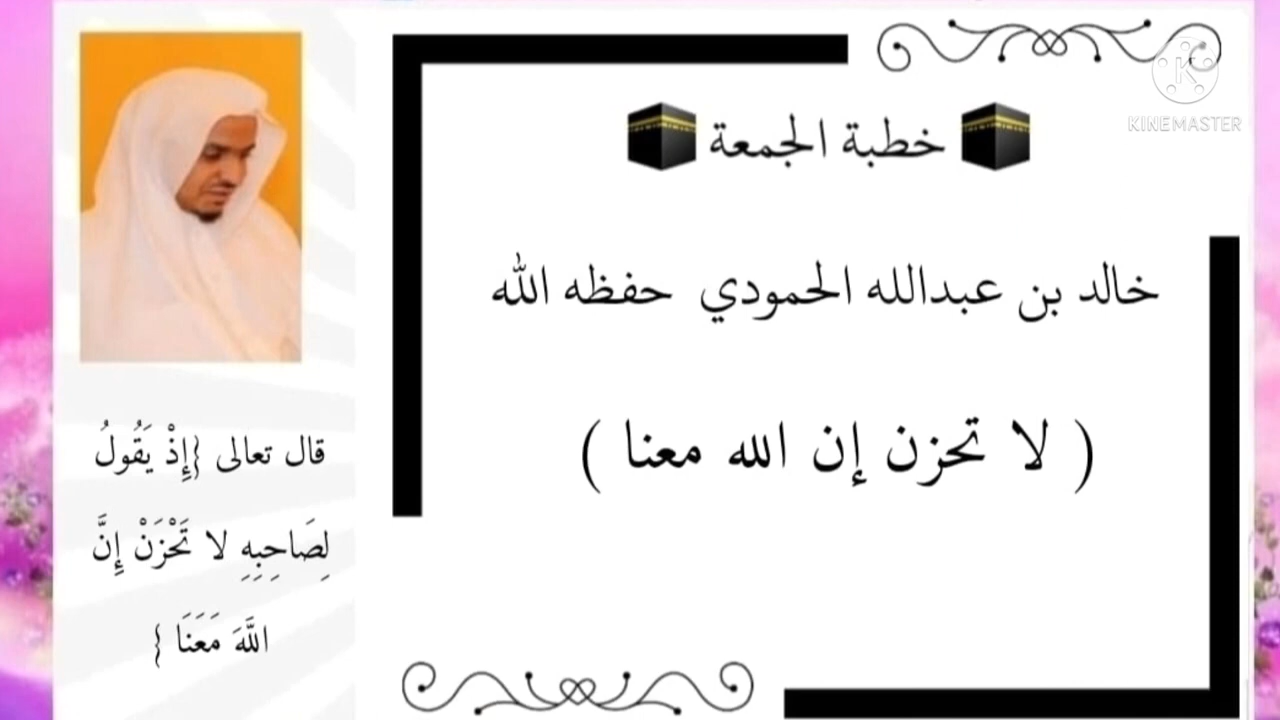 خطبة الجمعة
خالد بن عبدالله الحمودي حفظه الله
( لا تحزن إن الله معنا )
قال تعالى {إِذْ يَقُولُ
لِصَاحِبِهِ لا تَحْزَنْ إِنَّ
اللَّهَ مَعَنَا }
K
KINEMASTER